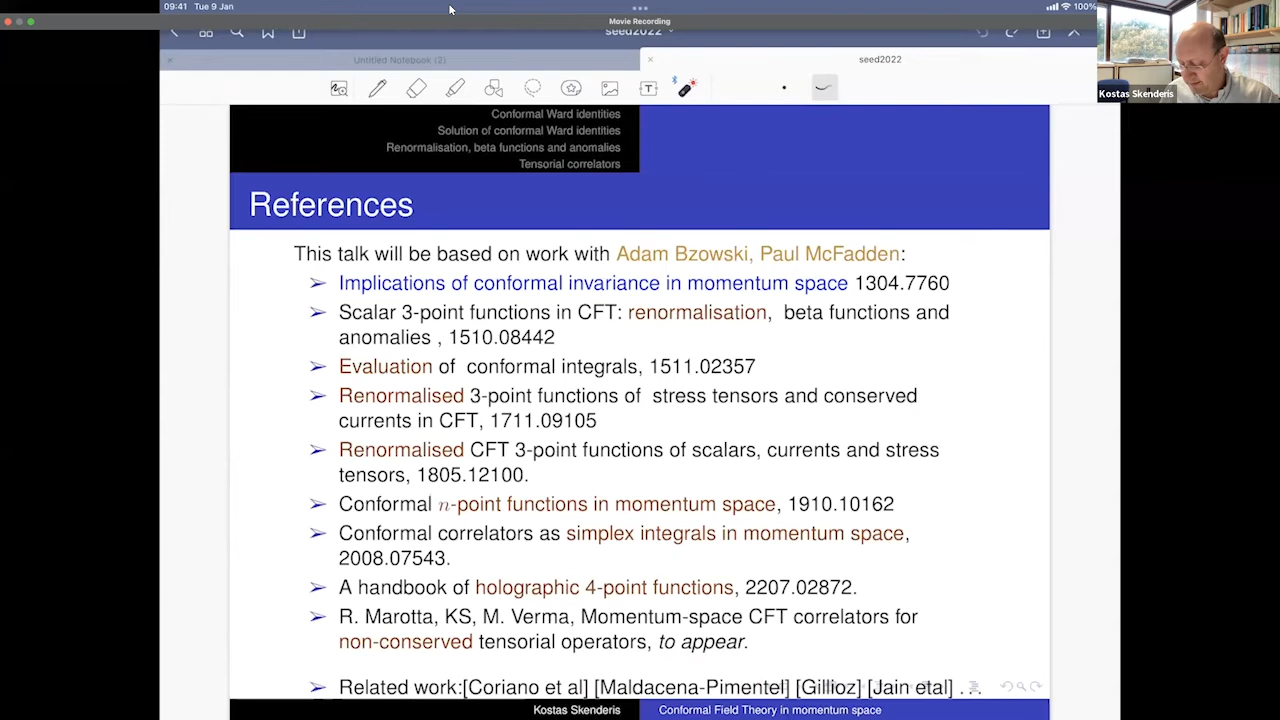 09:41 Tue 9 Jan
100%
Movie Recording
seed2022
Untitled Notebook (2)
seed2022
Kostas Skenderis
Conformal Ward identities
Solution of conformal Ward identities
Renormalisation, beta functions and anomalies
Tensorial correlators
References
This talk will be based on work with Adam Bzowski, Paul McFadden:
➢ Implications of conformal invariance in momentum space 1304.7760
➢ Scalar 3-point functions in CFT: renormalisation, beta functions and
anomalies , 1510.08442
➢ Evaluation of conformal integrals, 1511.02357
➢ Renormalised 3-point functions of stress tensors and conserved
currents in CFT, 1711.09105
➢ Renormalised CFT 3-point functions of scalars, currents and stress
tensors, 1805.12100.
➢ Conformal n-point functions in momentum space, 1910.10162
➢ Conformal correlators as simplex integrals in momentum space,
2008.07543.
➢ A handbook of holographic 4-point functions, 2207.02872.
➢ R. Marotta, KS, M. Verma, Momentum-space CFT correlators for
non-conserved tensorial operators, to appear.
➢ Related work:[Coriano et al] [Maldacena-Pimentel] [Gillioz] [Jain etal] ...
Kostas Skenderis
Conformal Field Theory in momentum space